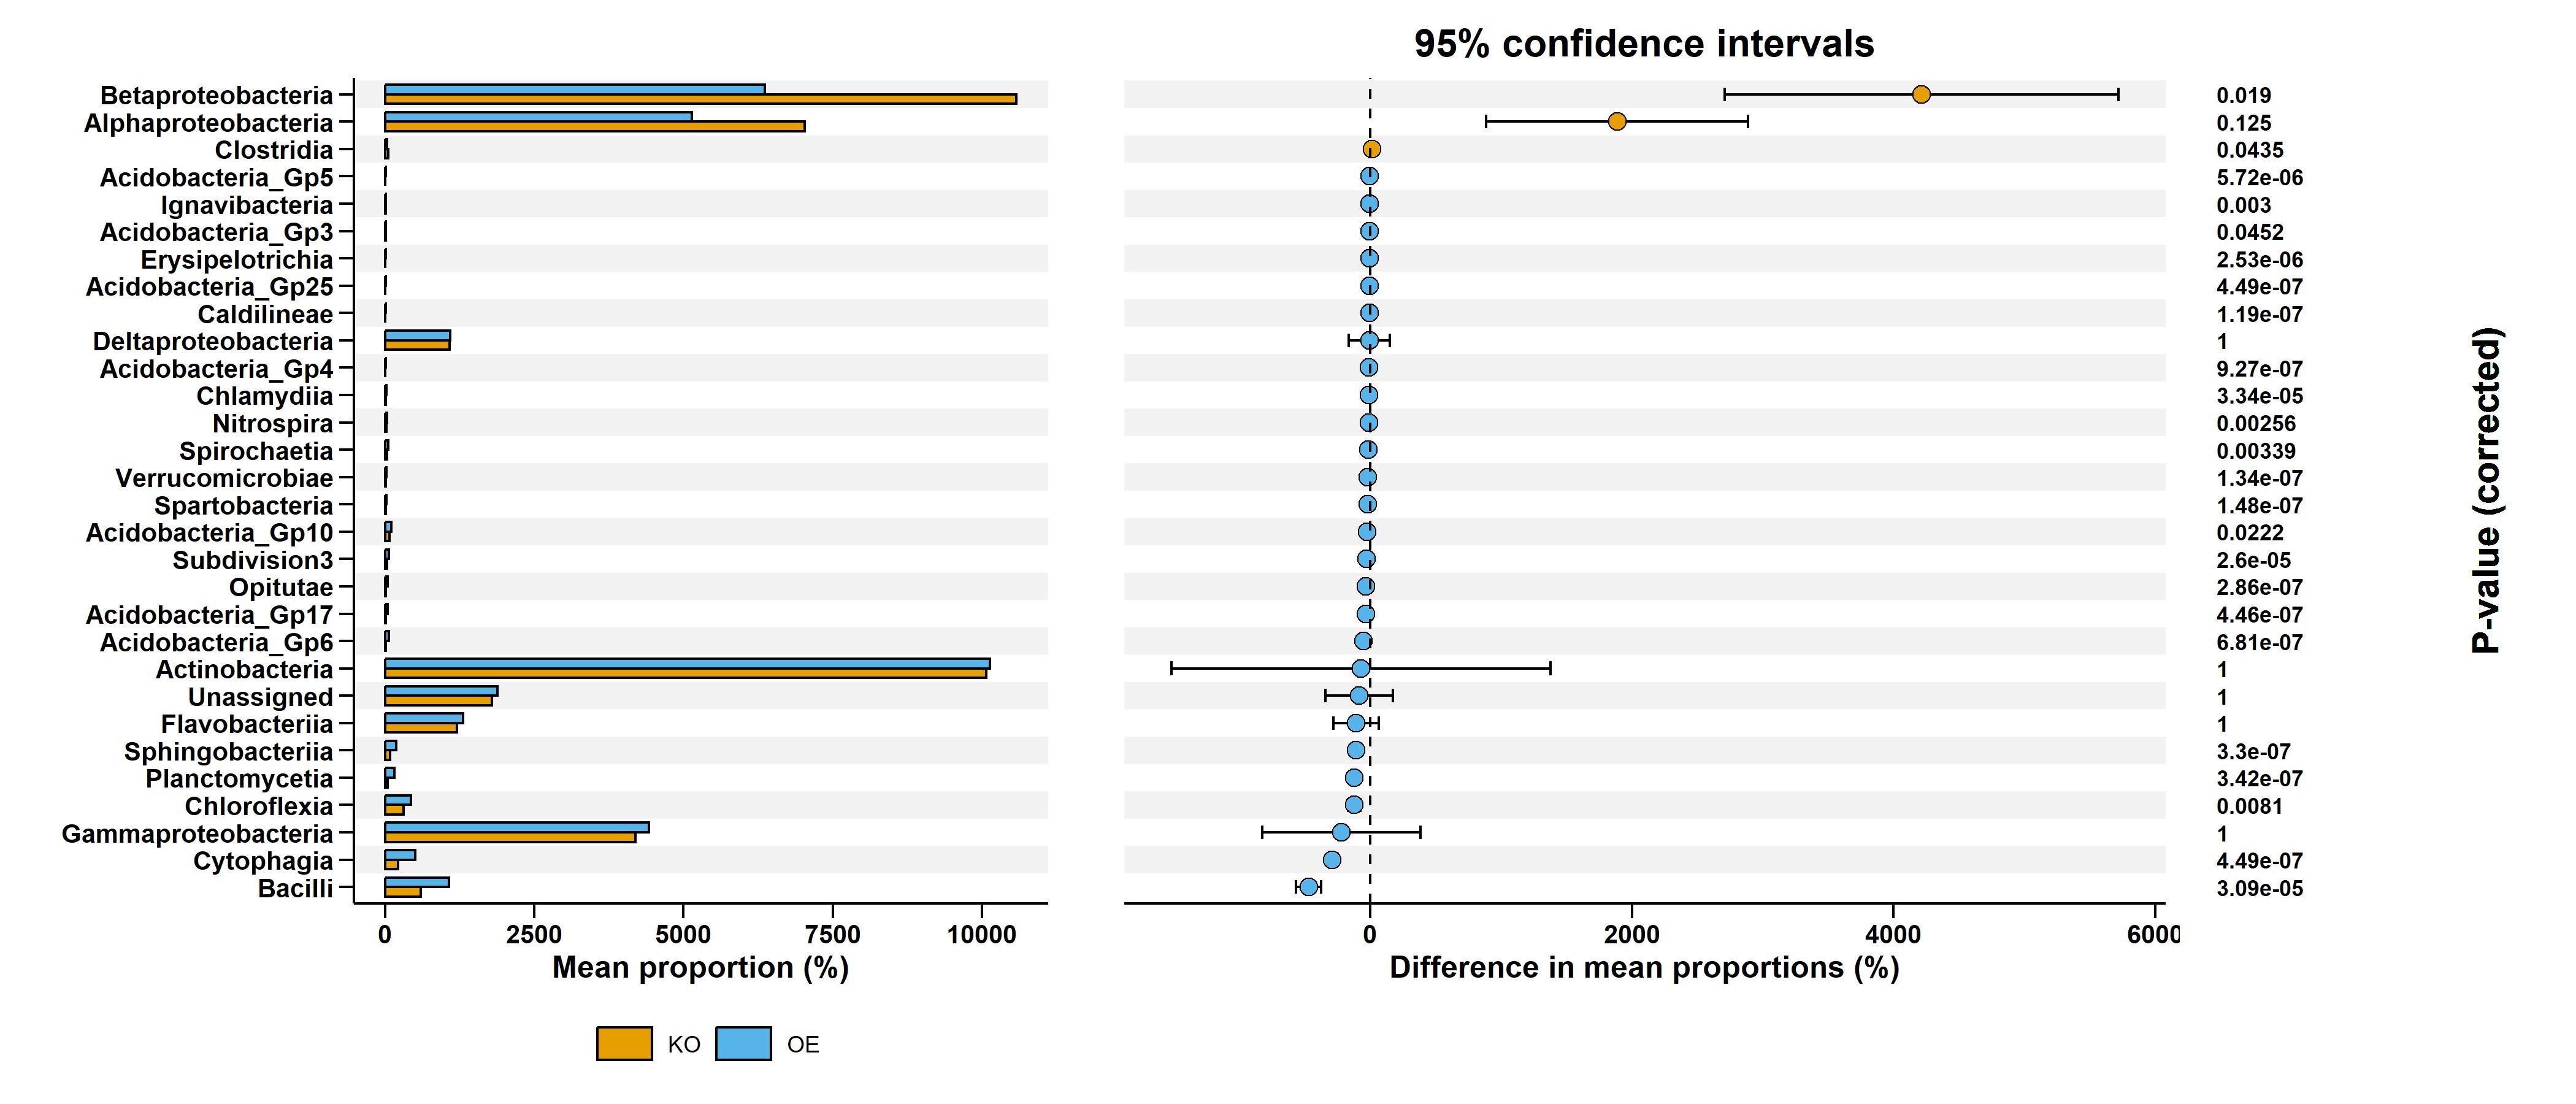 95% confidence intervals
Betaproteobacteria 0.019
Alphaproteobacteria 0.125
Clostridia 0.0435
Acidobacteria_Gp5 5.72e-06
Ignavibacteria 0.003
Acidobacteria_Gp3 0.0452
Erysipelotrichia 2.53e-06
Acidobacteria_Gp25 4.49e-07
Caldilineae 1.19e-07
Deltaproteobacteria 1
Acidobacteria_Gp4 9.27e-07
Chlamydiia 3.34e-05
Nitrospira 0.00256
Spirochaetia 0.00339
Verrucomicrobiae 1.34e-07
Spartobacteria 1.48e-07
Acidobacteria_Gp10 0.0222
Subdivision3 2.6e-05
Opitutae 2.86e-07
Acidobacteria_Gp17 4.46e-07
Acidobacteria_Gp6 6.81e-07
Actinobacteria 1
Unassigned 1
Flavobacteriia 1
Sphingobacteriia 3.3e-07
Planctomycetia 3.42e-07
Chloroflexia 0.0081
Gammaproteobacteria 1
Cytophagia 4.49e-07
Bacilli 3.09e-05
P-value (corrected)
0 2500 5000 7500 10000 0 2000 4000 6000
Mean proportion (%) Difference in mean proportions (%)
KO OE